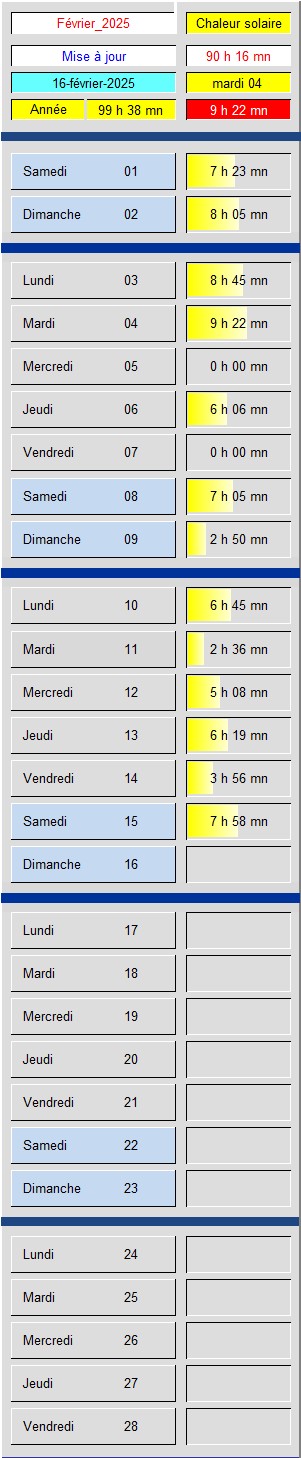 Février_2025 Chaleur solaire
Mise à jour 90 h 16 mn
16-février-2025 mardi 04
Année 99 h 38 mn 9 h 22 mn
Samedi 01 7 h 23 mn
Dimanche 02 8 h 05 mn
Lundi 03 8 h 45 mn
Mardi 04 9 h 22 mn
Mercredi 05 0 h 00 mn
Jeudi 06 6 h 06 mn
Vendredi 07 0 h 00 mn
Samedi 08 7 h 05 mn
Dimanche 09 2 h 50 mn
Lundi 10 6 h 45 mn
Mardi 11 2 h 36 mn
Mercredi 12 5 h 08 mn
Jeudi 13 6 h 19 mn
Vendredi 14 3 h 56 mn
Samedi 15 7 h 58 mn
Dimanche 16
Lundi 17
Mardi 18
Mercredi 19
Jeudi 20
Vendredi 21
Samedi 22
Dimanche 23
Lundi 24
Mardi 25
Mercredi 26
Jeudi 27
Vendredi 28